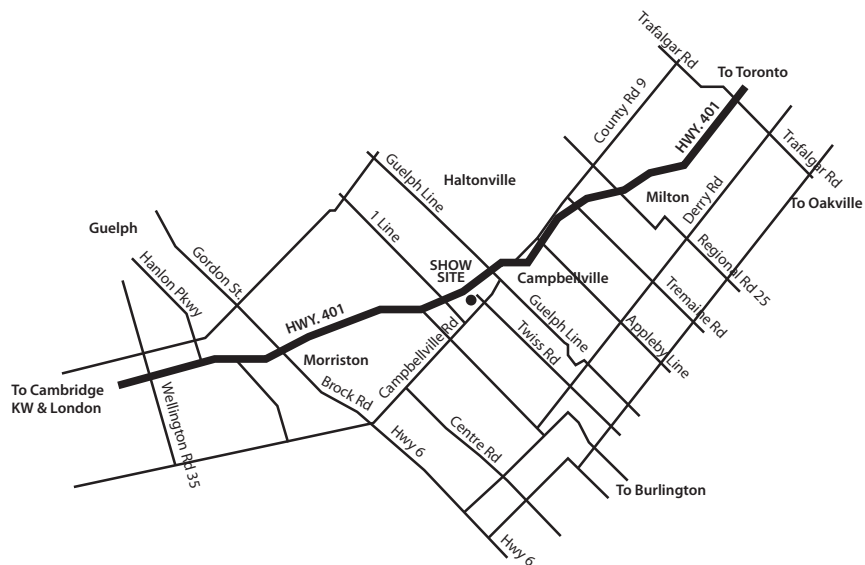 Trafalgar Rd
To Toronto
County Rd 9
HWY. 401
Trafalgar Rd
Guelph Line
Haltonville
Milton
Derry Rd
To Oakville
Guelph
1 Line
Gordon St.
Hanlon Pkwy
SHOW
SITE
Campbellville
Regional Rd 25
Tremaine Rd
HWY. 401
Guelph Line
Appleby Line
Twiss Rd
Campbellville Rd
Morriston
To Cambridge
KW & London
Brock Rd
Wellington Rd 35
Hwy 6
Centre Rd
To Burlington
Hwy 6